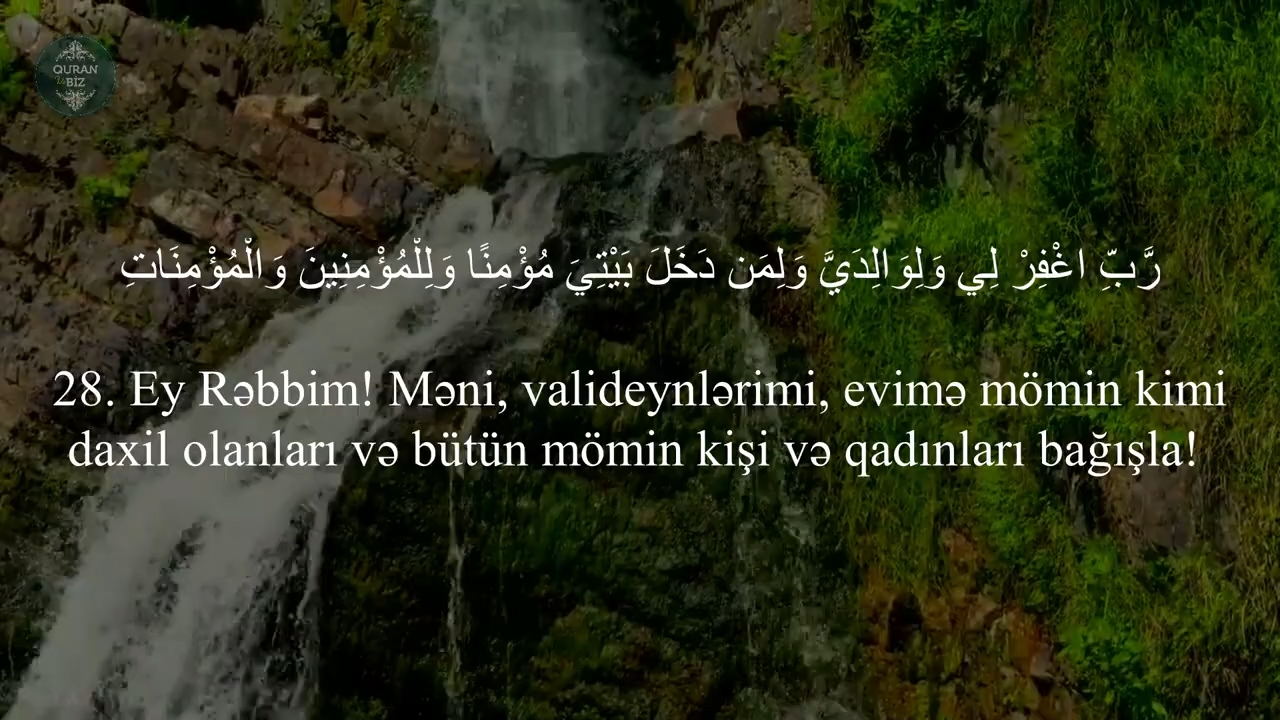 QURAN
BİZ
رَّبِّ اغْفِرْ لِي وَلِوَالِدَيَّ وَلِمَن دَخَلَ بَيْتِيَ مُؤْمِنًا وَلِلْمُؤْمِنِينَ وَالْمُؤْمِنَاتِ
28. Ey Rəbbim! Məni, valideynlərimi, evimə mömin kimi
daxil olanları və bütün mömin kişi və qadınları bağışla!